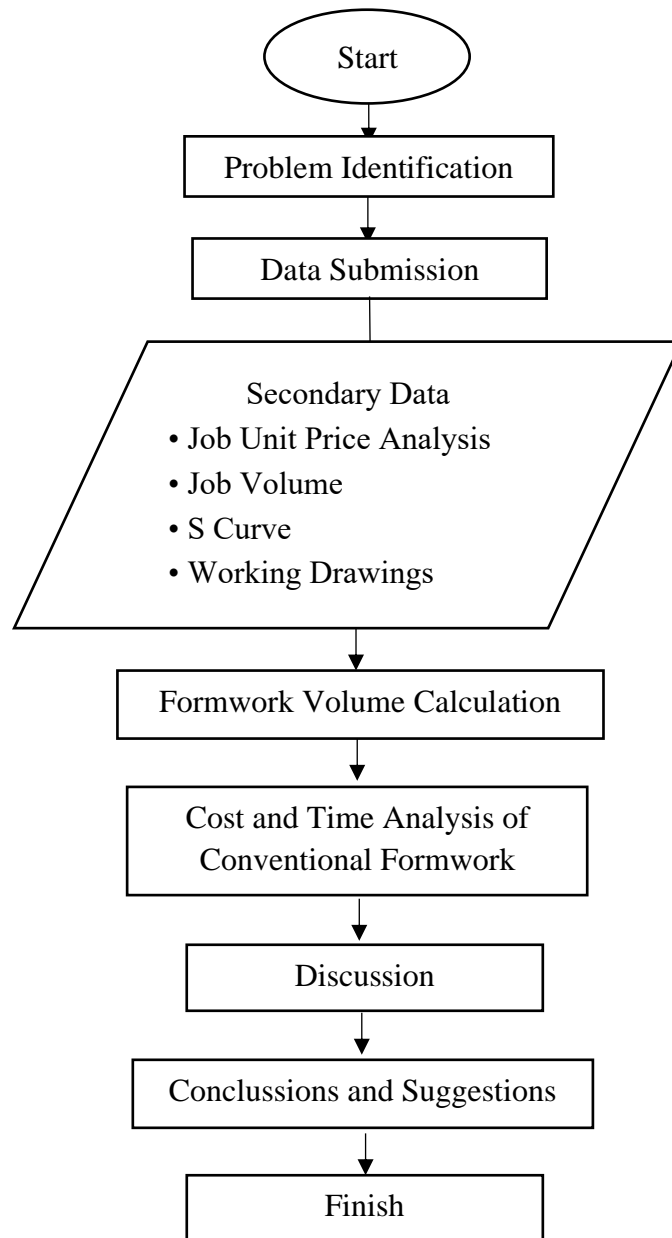 Start
Problem Identification
Data Submission
Secondary Data
• Job Unit Price Analysis
• Job Volume
• S Curve
• Working Drawings
Formwork Volume Calculation
Cost and Time Analysis of
Conventional Formwork
Discussion
Conclussions and Suggestions
Finish